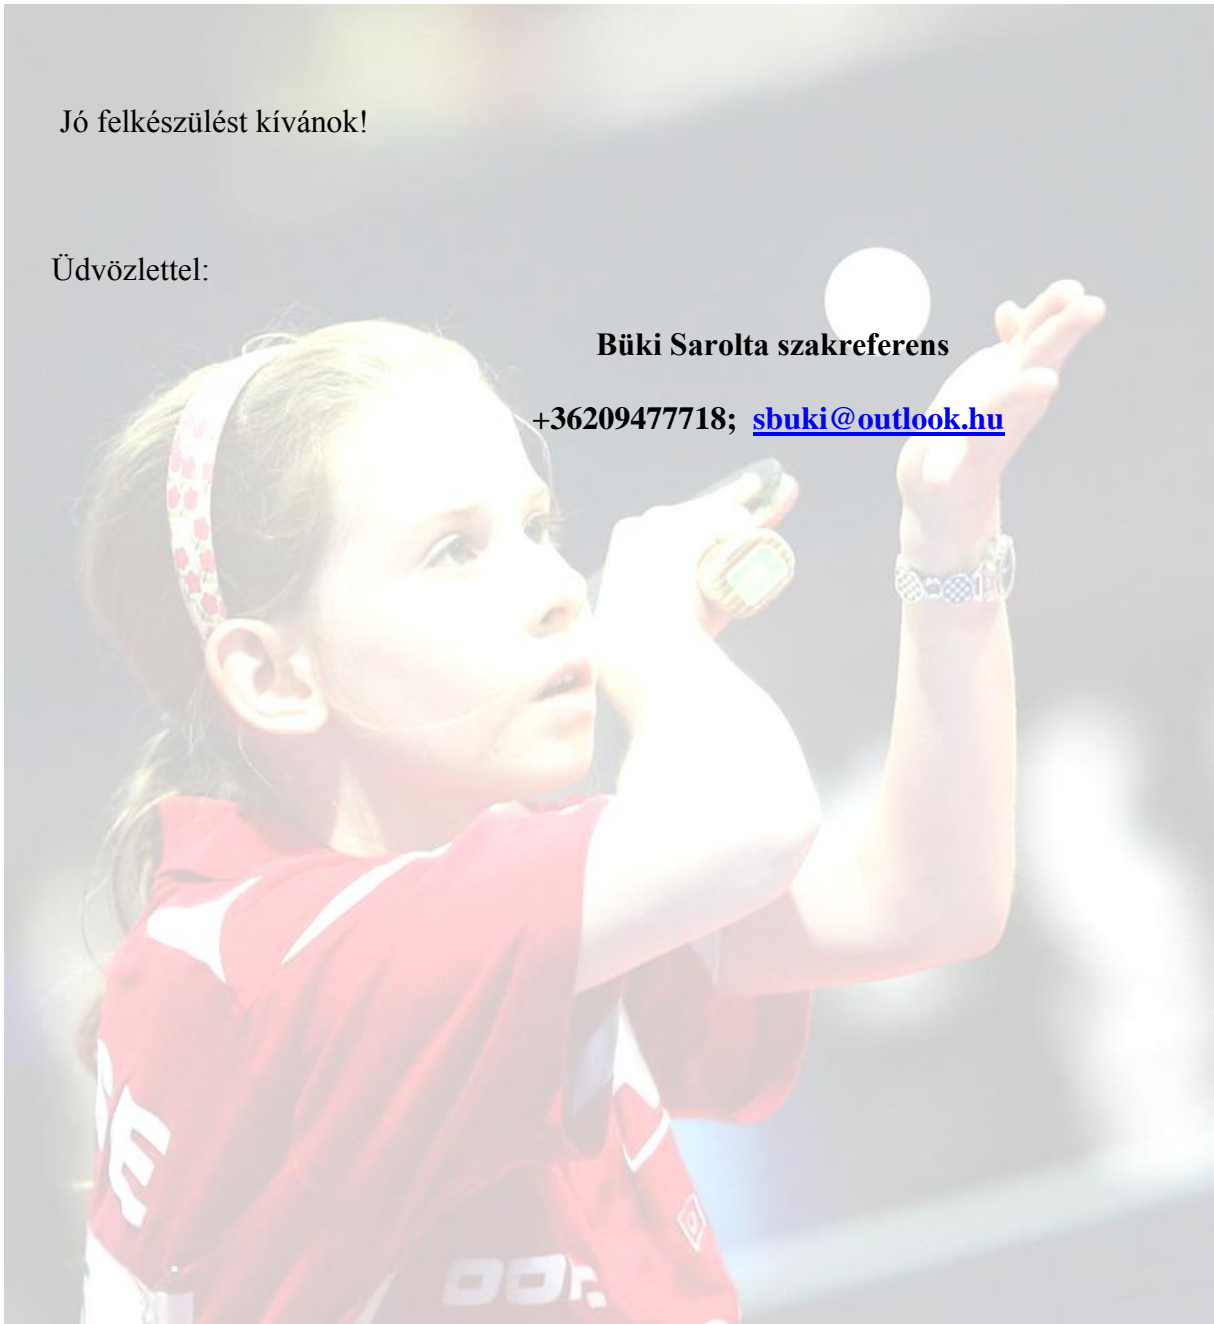 Jó felkészülést kívánok!
Üdvözlettel:
Büki Sarolta szakreferens
+36209477718; sbuki@outlook.hu